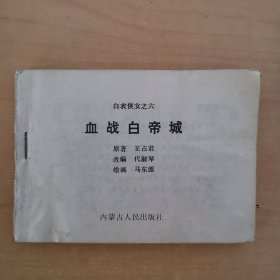 白衣侠女之六
血战白帝城
原著 王占君
改编 代淑琴
绘画 马东源
内蒙古人民出版社